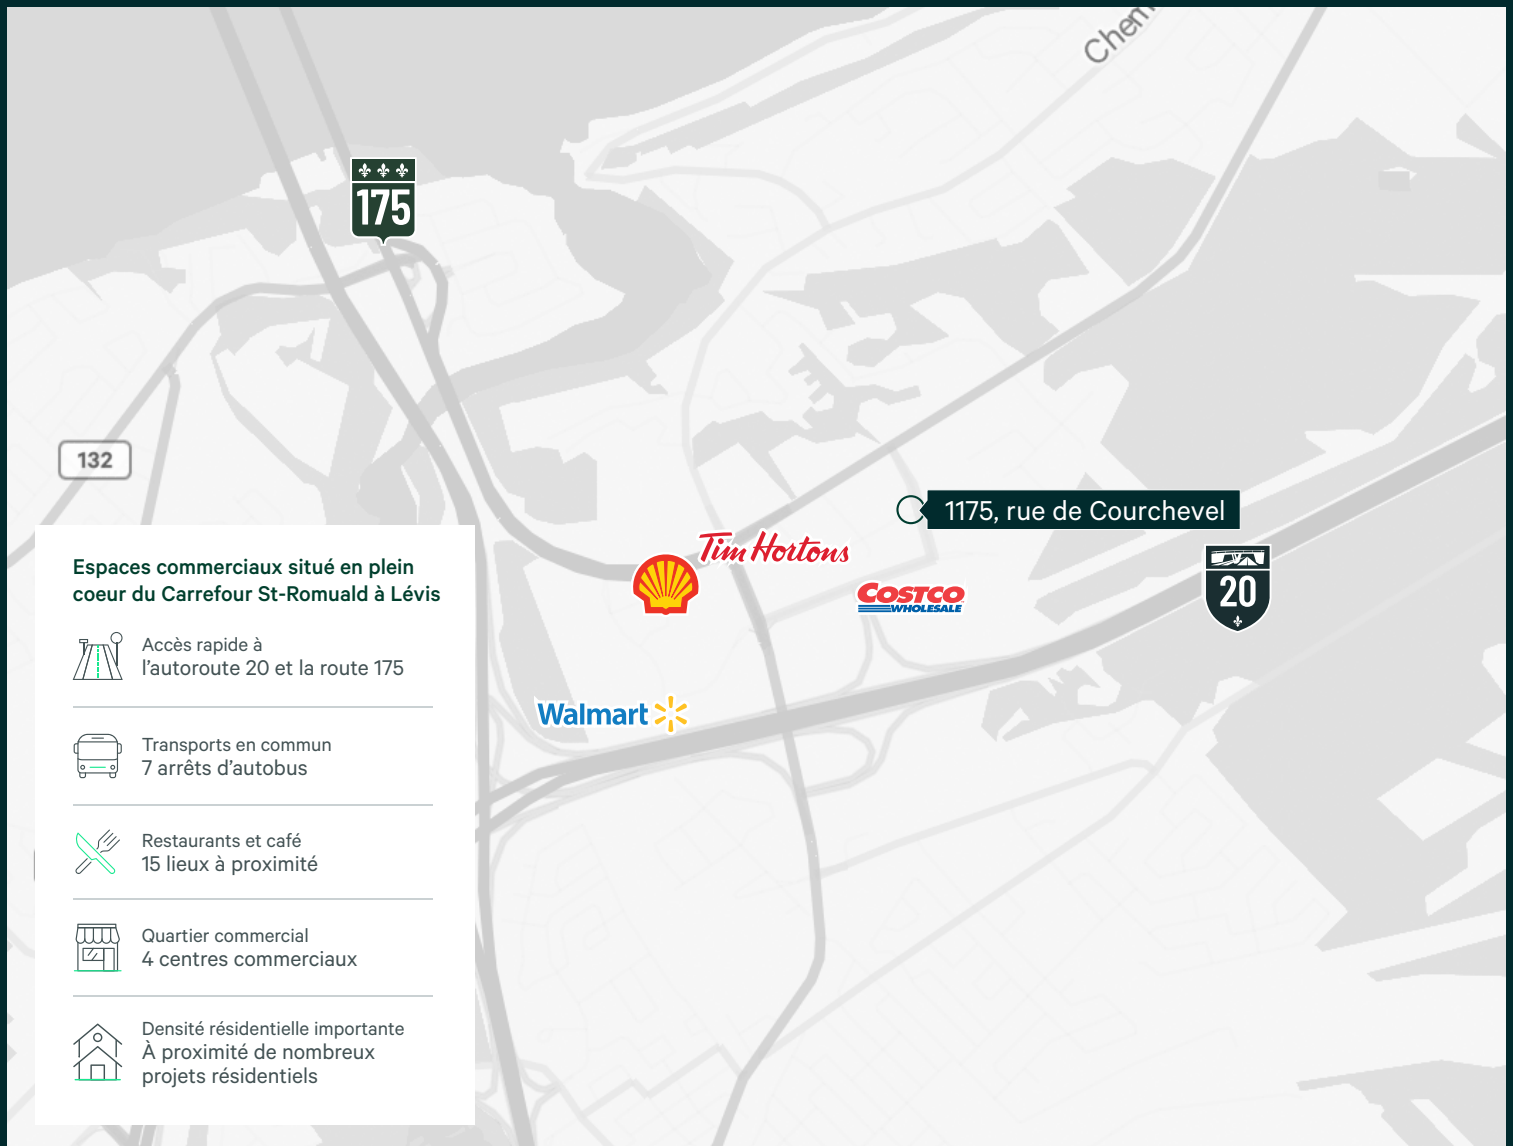 Chem
175
132
1175, rue de Courchevel
Tim Hortons
COSTCO
WHOLESALE
20
Walmart
Espaces commerciaux situé en plein
coeur du Carrefour St-Romuald à Lévis
Accès rapide à
l’autoroute 20 et la route 175
Transports en commun
7 arrêts d’autobus
Restaurants et café
15 lieux à proximité
Quartier commercial
4 centres commerciaux
Densité résidentielle importante
À proximité de nombreux
projets résidentiels